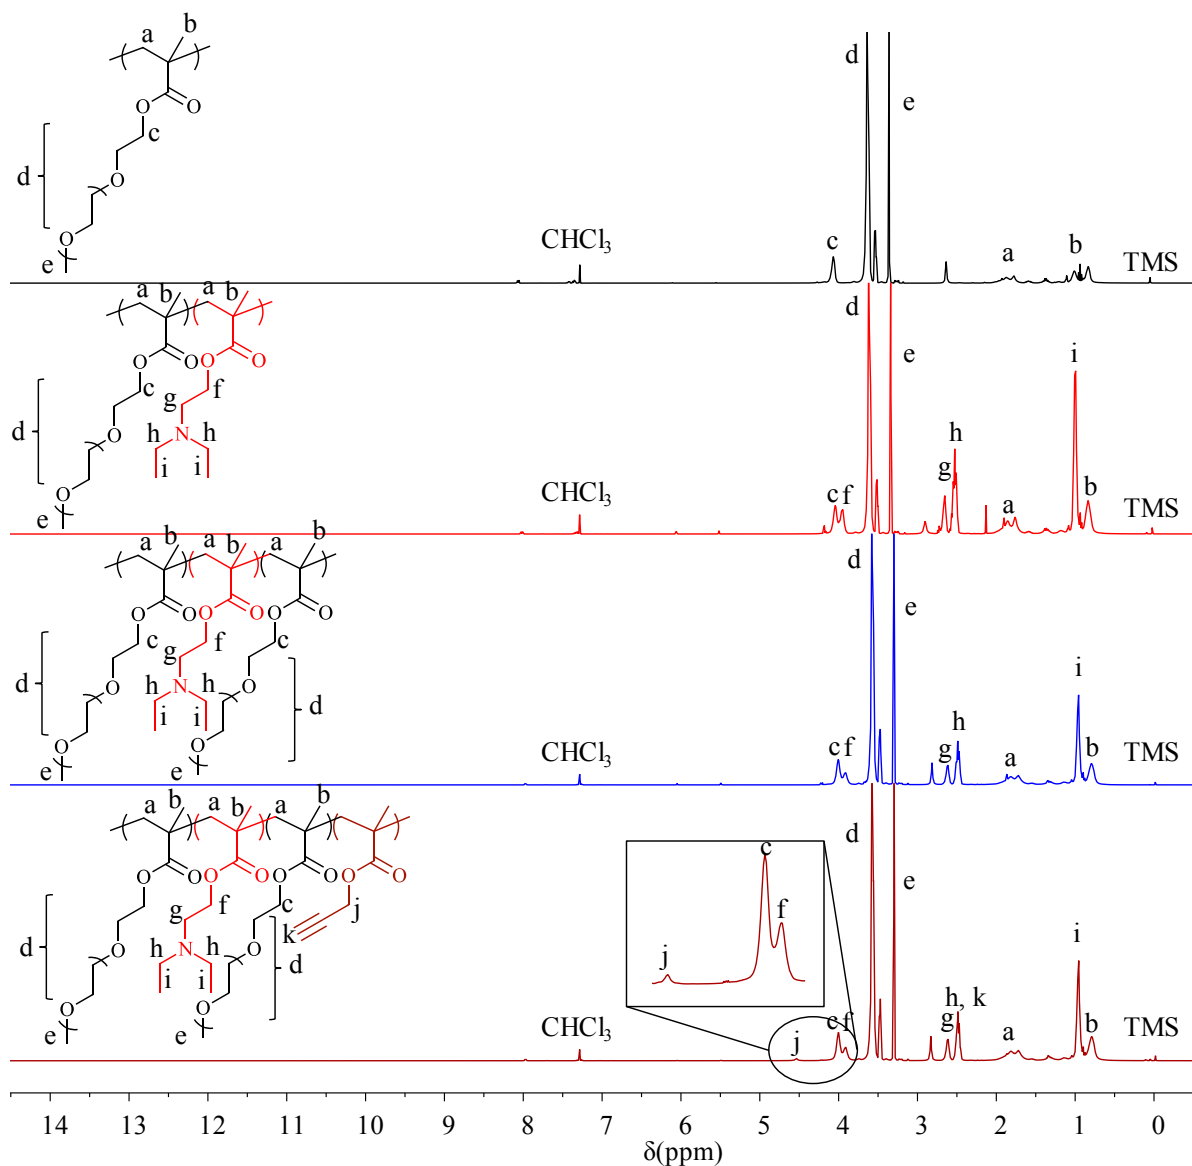 a b
d e
O O
c
d
O
CHCl₃ c a b TMS
O
e
a b a b
d e i
O O O O
c g f
d h
O h N h
i i
CHCl₃ c f g a b TMS
O
e
a b a b a b
d e
O O O O O O
c g f c
d O h N h O d
i i
i
h
CHCl₃ c f g a b TMS
O O
e e
a b a b a b
d e
O O O O O O O O
c f j
g f c j
k
d O h N h O d
i i
i
h, k
CHCl₃ j c f g a b TMS
O O
e e
14 13 12 11 10 9 8 7 6 5 4 3 2 1 0
δ(ppm)